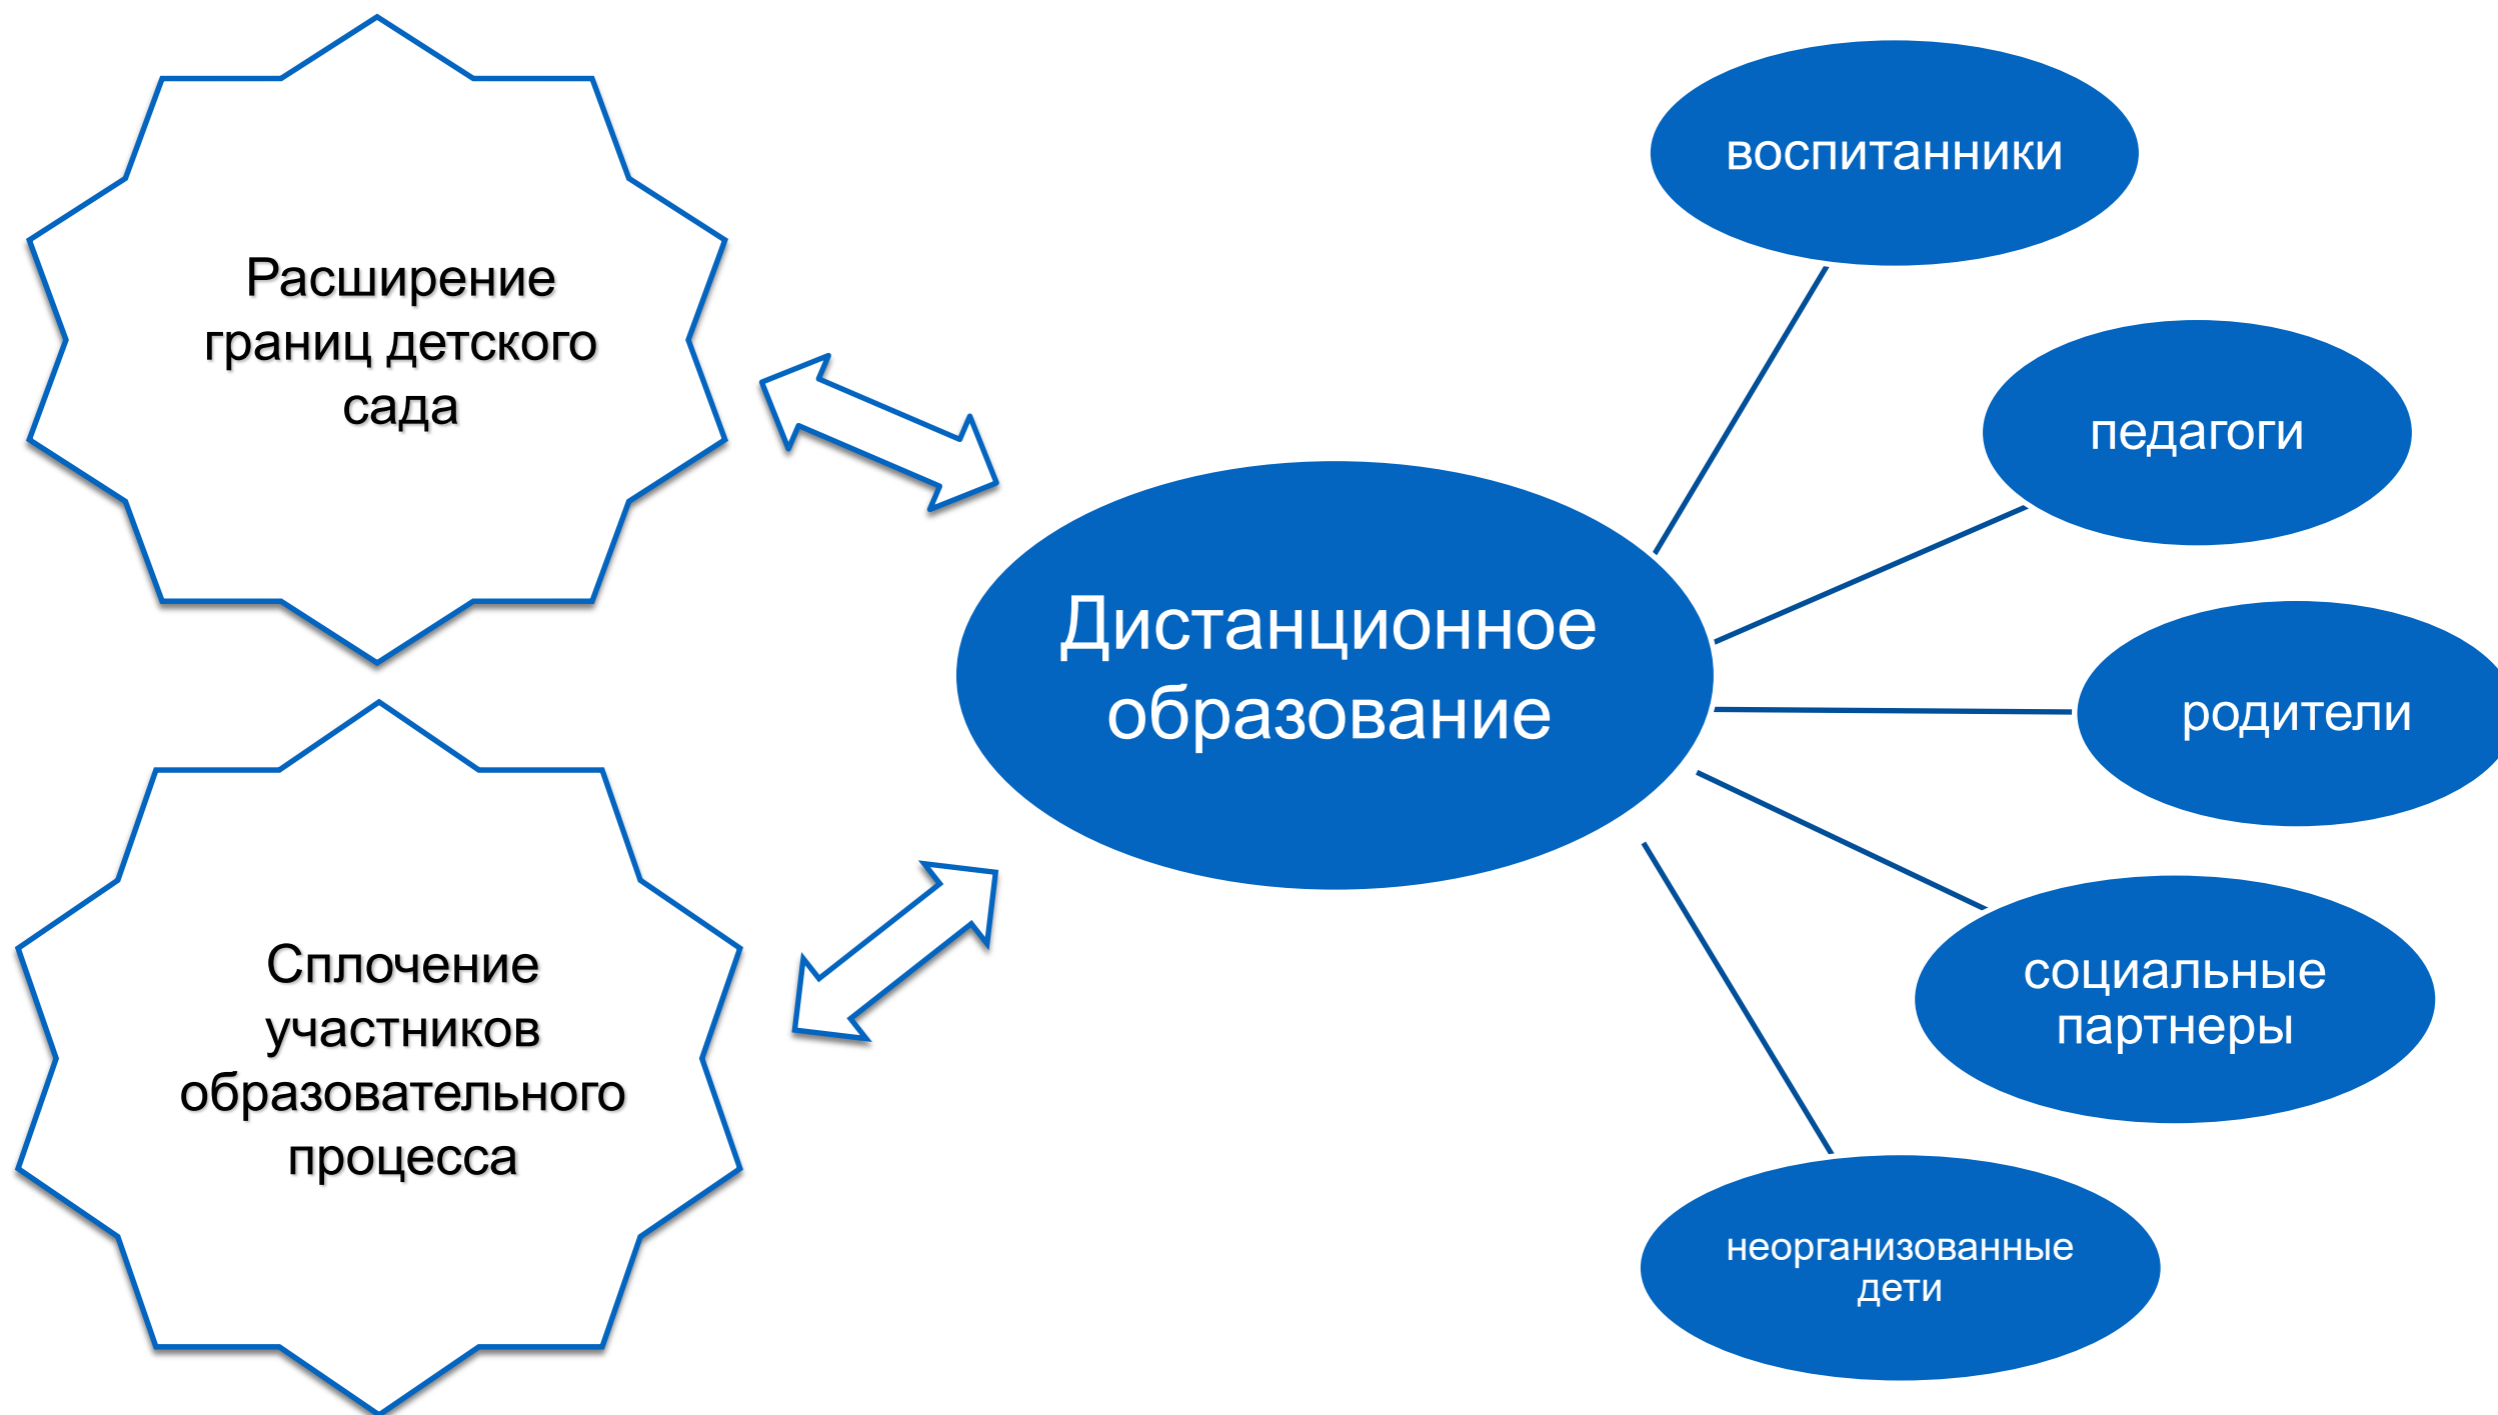 Расширение
границ детского
сада
Сплочение
участников
образовательного
процесса
Дистанционное
образование
воспитанники
педагоги
родители
социальные
партнеры
неорганизованные
дети